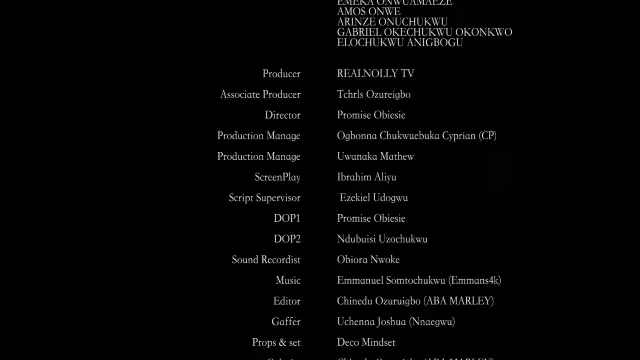 EMEKA ONWUAMAEZE
AMOS ONWE
ARINZE ONUCHUKWU
GABRIEL OKECHUKWU OKONKWO
ELOCHUKWU ANIGBOGU
Producer REALNOLLY TV
Associate Producer Tchrls Ozureigbo
Director Promise Obiesie
Production Manage Ogbonna Chukwuebuka Cyprian (CP)
Production Manage Uwanaka Mathew
ScreenPlay Ibrahim Aliyu
Script Supervisor Ezekiel Udogwu
DOP1 Promise Obiesie
DOP2 Ndubuisi Uzochukwu
Sound Recordist Obiora Nwoke
Music Emmanuel Somtochukwu (Emmans4k)
Editor Chinedu Ozuruigbo (ABA MARLEY)
Gaffer Uchenna Joshua (Nnaegwu)
Props & set Deco Mindset